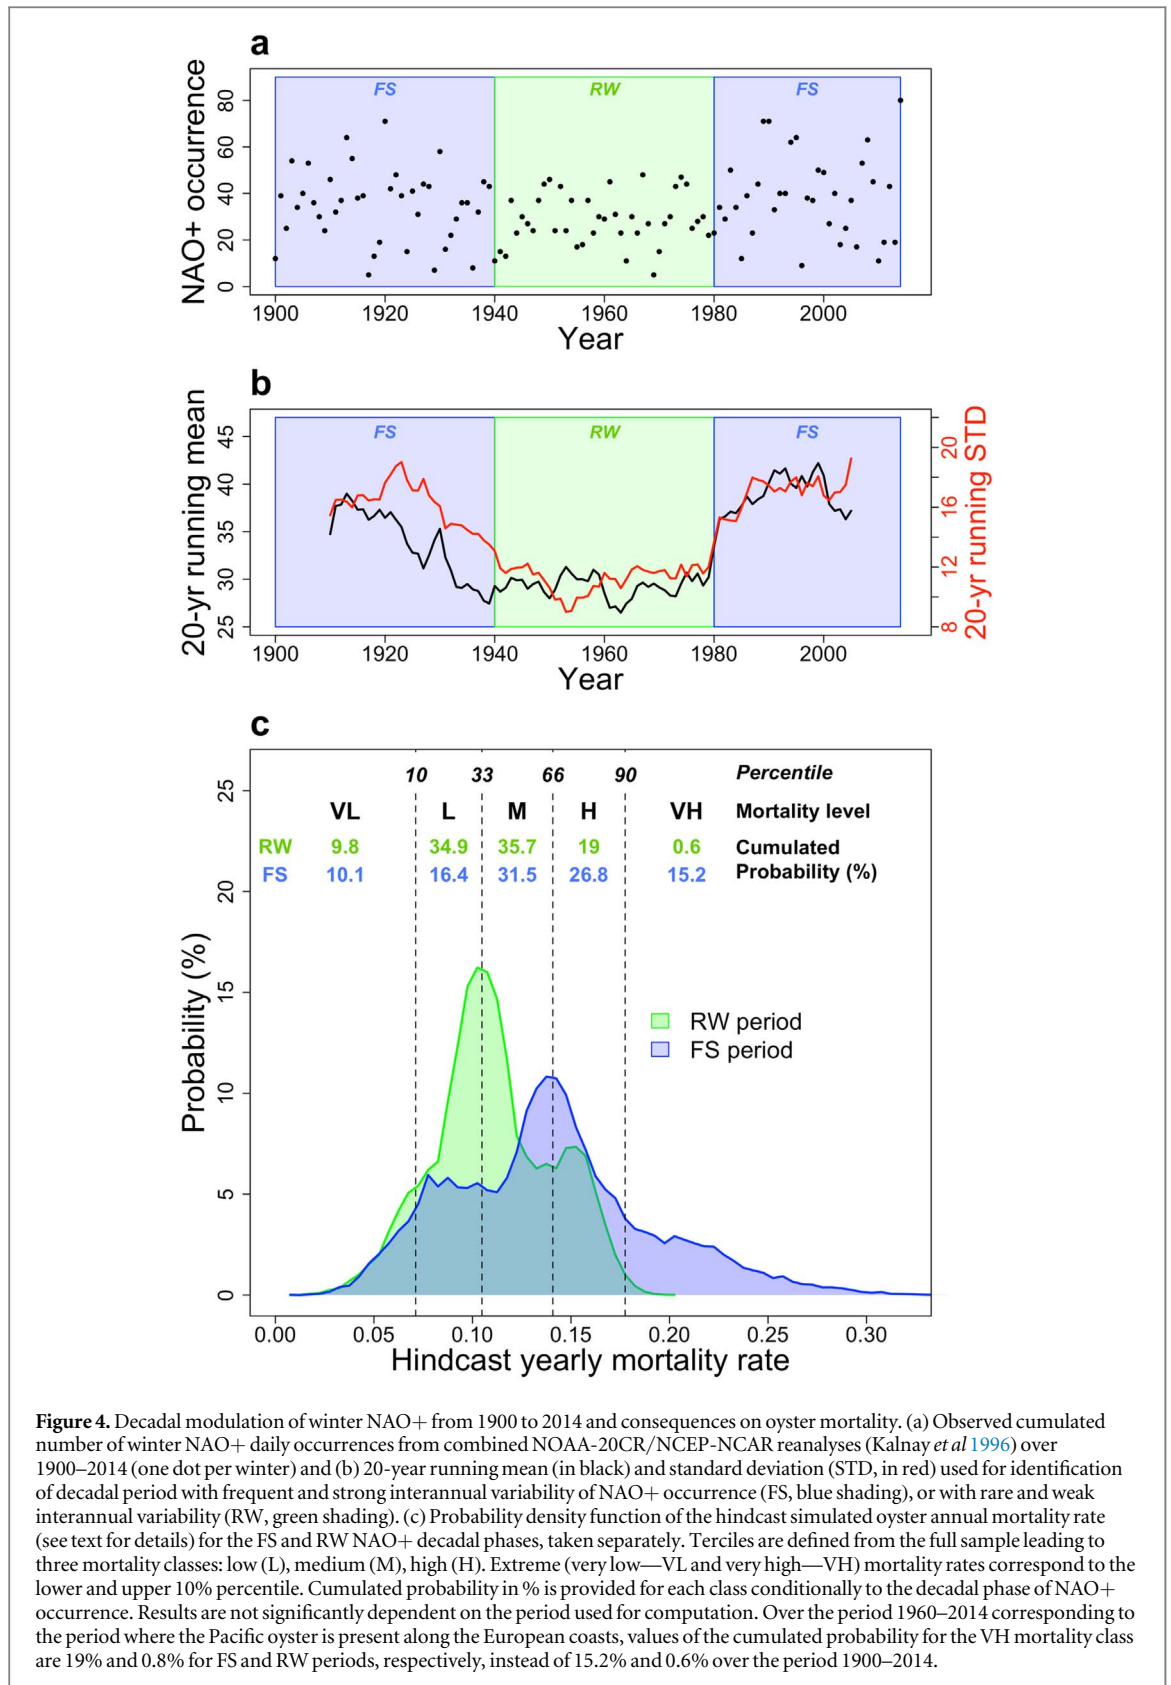 a
NAO+ occurrence
FS RW FS
80
60
40
20
0
1900 1920 1940 1960 1980 2000
Year
b
20-yr running mean
FS RW FS
45
40
35
30
25
20
16
12
8
20-yr running STD
1900 1920 1940 1960 1980 2000
Year
c
Probability (%)
25
20
15
10
5
0
10 33 66 90 Percentile
VL L M H VH Mortality level
RW 9.8 34.9 35.7 19 0.6 Cumulated
FS 10.1 16.4 31.5 26.8 15.2 Probability (%)
RW period
FS period
0.00 0.05 0.10 0.15 0.20 0.25 0.30
Hindcast yearly mortality rate
Figure 4. Decadal modulation of winter NAO+ from 1900 to 2014 and consequences on oyster mortality. (a) Observed cumulated
number of winter NAO+ daily occurrences from combined NOAA-20CR/NCEP-NCAR reanalyses (Kalnay et al 1996) over
1900–2014 (one dot per winter) and (b) 20-year running mean (in black) and standard deviation (STD, in red) used for identification
of decadal period with frequent and strong interannual variability of NAO+ occurrence (FS, blue shading), or with rare and weak
interannual variability (RW, green shading). (c) Probability density function of the hindcast simulated oyster annual mortality rate
(see text for details) for the FS and RW NAO+ decadal phases, taken separately. Terciles are defined from the full sample leading to
three mortality classes: low (L), medium (M), high (H). Extreme (very low—VL and very high—VH) mortality rates correspond to the
lower and upper 10% percentile. Cumulated probability in % is provided for each class conditionally to the decadal phase of NAO+
occurrence. Results are not significantly dependent on the period used for computation. Over the period 1960–2014 corresponding to
the period where the Pacific oyster is present along the European coasts, values of the cumulated probability for the VH mortality class
are 19% and 0.8% for FS and RW periods, respectively, instead of 15.2% and 0.6% over the period 1900–2014.